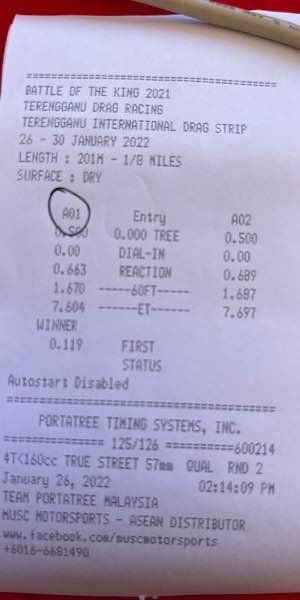 ================================
BATTLE OF THE KING 2021
TERENGGANU DRAG RACING
TERENGGANU INTERNATIONAL DRAG STRIP
26 - 30 JANUARY 2022
LENGTH : 201M - 1/8 MILES
SURFACE : DRY
A01 Entry A02
0.500 0.000 TREE 0.500
0.00 DIAL-IN 0.00
0.663 REACTION 0.689
1.670 -----60FT----- 1.687
7.604 ------ET------ 7.697
WINNER
0.119 FIRST
STATUS
Autostart Disabled
================================
PORTATREE TIMING SYSTEMS, INC.
=============== 125/126 ==========600214
4T<160cc TRUE STREET 57mm QUAL RND 2
January 26, 2022 02:14:09 PM
TEAM PORTATREE MALAYSIA
MUSC MOTORSPORTS - ASEAN DISTRIBUTOR
www.facebook.com/muscmotorsports
+6016-6681490